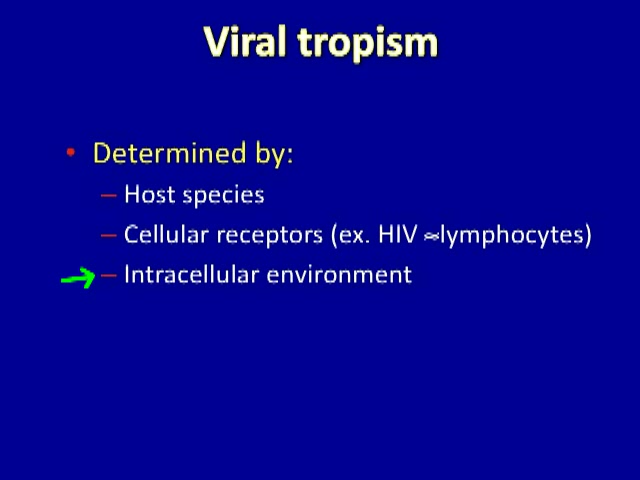 Viral tropism
• Determined by:
– Host species
– Cellular receptors (ex. HIV ≈lymphocytes)
– Intracellular environment